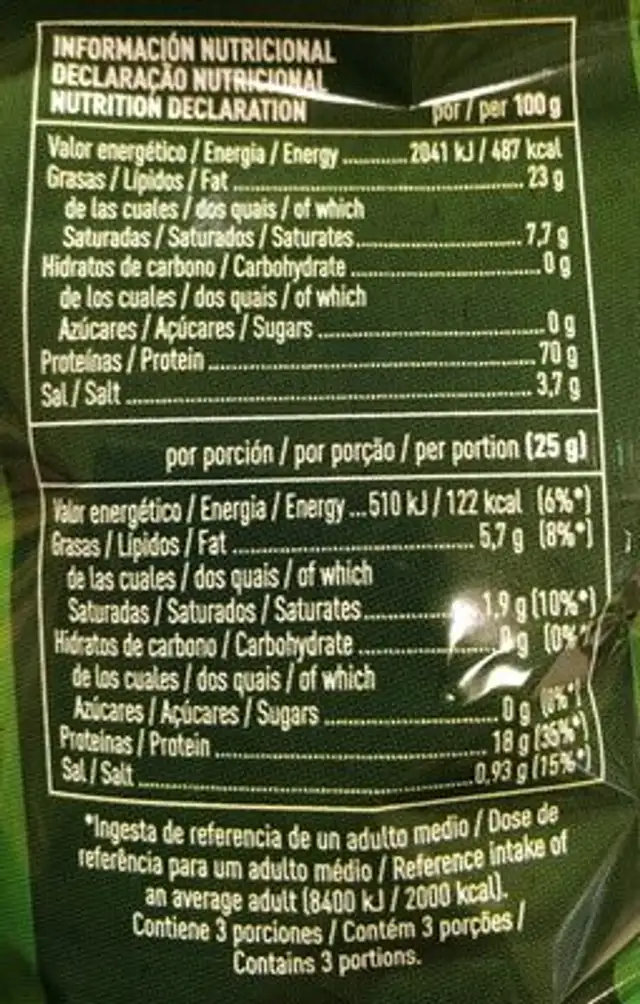 INFORMACIÓN NUTRICIONAL
DECLARAÇÃO NUTRICIONAL
NUTRITION DECLARATION
por / per 100 g
Valor energético / Energia / Energy ............ 2041 kJ / 487 kcal
Grasas / Lípidos / Fat ............ 23 g
de las cuales / dos quais / of which
Saturadas / Saturados / Saturates ............ 7,7 g
Hidratos de carbono / Carbohydrate ............ 0 g
de los cuales / dos quais / of which
Azúcares / Açúcares / Sugars ............ 0 g
Proteínas / Protein ............ 70 g
Sal / Salt ............ 3,7 g
por porción / por porção / per portion (25 g)
Valor energético / Energia / Energy ... 510 kJ / 122 kcal (6%*)
Grasas / Lípidos / Fat ............ 5,7 g (8%*)
de las cuales / dos quais / of which
Saturadas / Saturados / Saturates ............ 1,9 g (10%*)
Hidratos de carbono / Carbohydrate ............ 0 g (0%*
de los cuales / dos quais / of which
Azúcares / Açúcares / Sugars ............ 0 g (0%*)
Proteínas / Protein ............ 18 g (35%*)
Sal / Salt ............ 0,93 g (15%*)
*Ingesta de referencia de un adulto medio / Dose de
referência para um adulto médio / Reference intake of
an average adult (8400 kJ / 2000 kcal).
Contiene 3 porciones / Contém 3 porções /
Contains 3 portions.